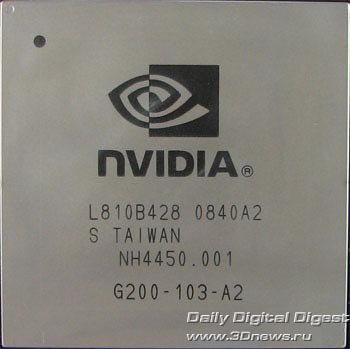 NVIDIA®
L810B428 0840A2
S TAIWAN
NH4450.001
G200-103-A2
Daily Digital Digest
www.3Dnews.ru